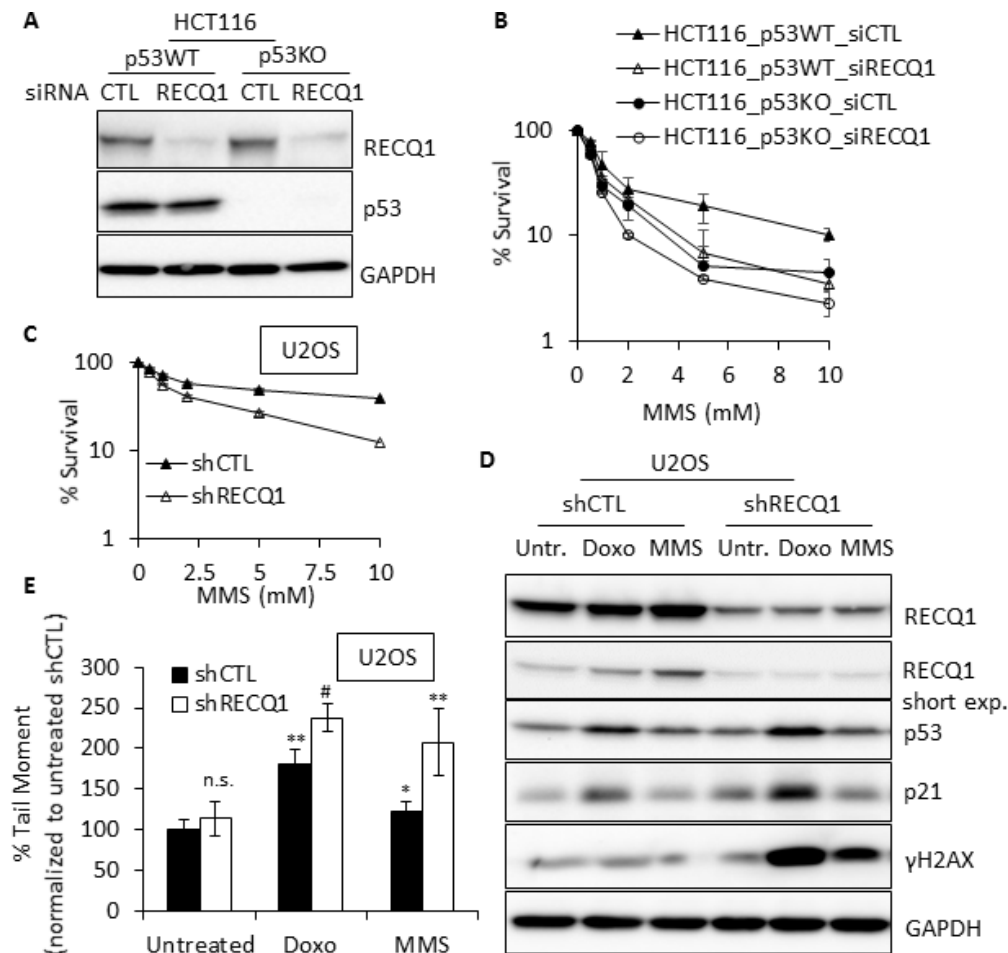 A
HCT116
p53WT p53KO
siRNA CTL RECQ1 CTL RECQ1
RECQ1
p53
GAPDH
B
HCT116_p53WT_siCTL
HCT116_p53WT_siRECQ1
HCT116_p53KO_siCTL
HCT116_p53KO_siRECQ1
% Survival
100
10
1
0 2 4 6 8 10
MMS (mM)
C
U2OS
% Survival
100
10
1
shCTL
shRECQ1
0 2.5 5 7.5 10
MMS (mM)
D
U2OS
shCTL shRECQ1
Untr. Doxo MMS Untr. Doxo MMS
RECQ1
RECQ1
short exp.
p53
p21
γH2AX
GAPDH
E
U2OS
% Tail Moment
(normalized to untreated shCTL)
300
250
200
150
100
50
0
shCTL
shRECQ1
n.s.
**
#
*
**
Untreated Doxo MMS